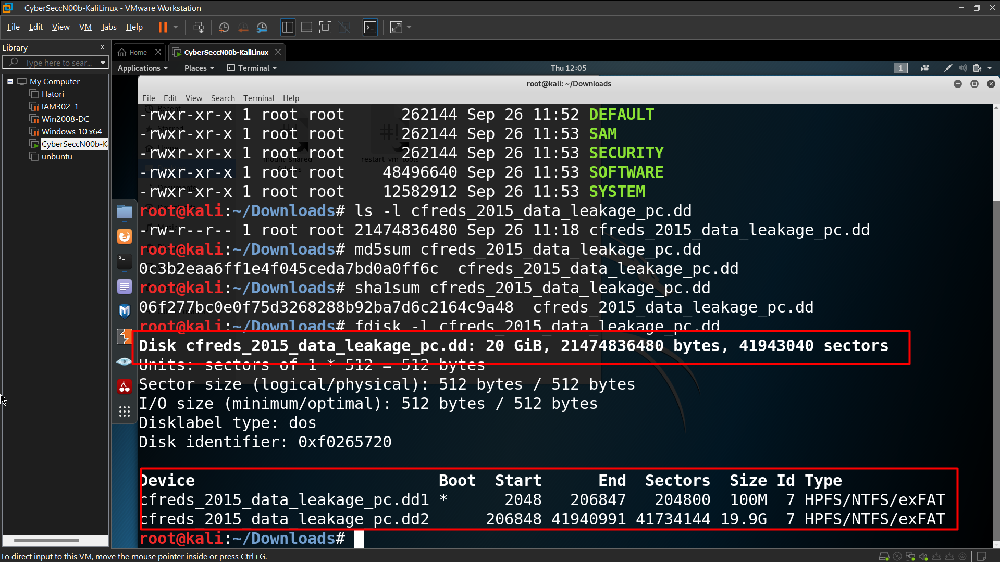 CyberSeccN00b-KaliLinux - VMware Workstation
File Edit View VM Tabs Help
Library
Type here to sear...
My Computer
Hatori
IAM302_1
Win2008-DC
Windows 10 x64
CyberSeccN00b-K
unbuntu
Home
CyberSeccN00b-KaliLinux
Applications Places Terminal Thu 12:05 1
root@kali: ~/Downloads
File Edit View Search Terminal Help
-rwxr-xr-x 1 root root 262144 Sep 26 11:52 DEFAULT
-rwxr-xr-x 1 root root 262144 Sep 26 11:53 SAM
-rwxr-xr-x 1 root root 262144 Sep 26 11:53 SECURITY
-rwxr-xr-x 1 root root 48496640 Sep 26 11:53 SOFTWARE
-rwxr-xr-x 1 root root 12582912 Sep 26 11:53 SYSTEM
root@kali:~/Downloads# ls -l cfreds_2015_data_leakage_pc.dd
-rw-r--r-- 1 root root 21474836480 Sep 26 11:18 cfreds_2015_data_leakage_pc.dd
root@kali:~/Downloads# md5sum cfreds_2015_data_leakage_pc.dd
0c3b2eaa6ff1e4f045ceda7bd0a0ff6c cfreds_2015_data_leakage_pc.dd
root@kali:~/Downloads# sha1sum cfreds_2015_data_leakage_pc.dd
06f277bc0e0f75d3268288b92ba7d6c2164c9a48 cfreds_2015_data_leakage_pc.dd
root@kali:~/Downloads# fdisk -l cfreds_2015_data_leakage_pc.dd
Disk cfreds_2015_data_leakage_pc.dd: 20 GiB, 21474836480 bytes, 41943040 sectors
Units: sectors of 1 * 512 = 512 bytes
Sector size (logical/physical): 512 bytes / 512 bytes
I/O size (minimum/optimal): 512 bytes / 512 bytes
Disklabel type: dos
Disk identifier: 0xf0265720
Device Boot Start End Sectors Size Id Type
cfreds_2015_data_leakage_pc.dd1 * 2048 206847 204800 100M 7 HPFS/NTFS/exFAT
cfreds_2015_data_leakage_pc.dd2 206848 41940991 41734144 19.9G 7 HPFS/NTFS/exFAT
root@kali:~/Downloads#
mount-shared-
restart-vm-tools
To direct input to this VM, move the mouse pointer inside or press Ctrl+G.